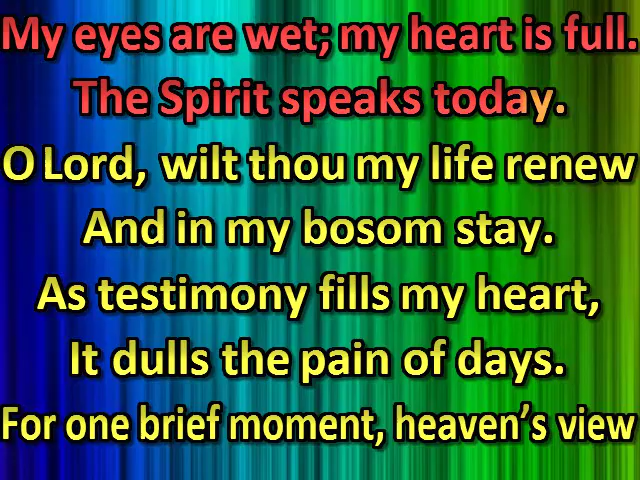 My eyes are wet; my heart is full.
The Spirit speaks today.
O Lord, wilt thou my life renew
And in my bosom stay.
As testimony fills my heart,
It dulls the pain of days.
For one brief moment, heaven’s view